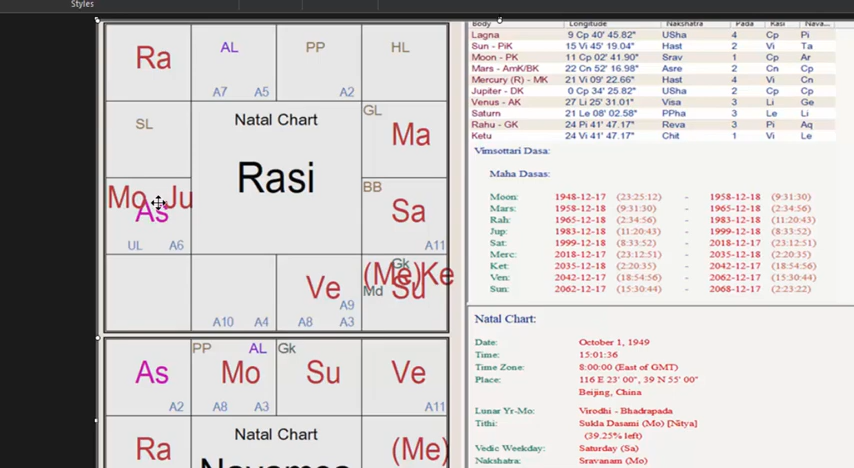 Styles
Ra
AL
A7 A5
PP
A2
HL
SL
Natal Chart
Rasi
GL
Ma
Mo Ju
As
UL A6
BB
Sa
A11
A10 A4
Ve
A9
A8 A3
(Me) Ke
Gk
Md Su
As
A2
PP AL
Mo
A8 A3
Gk
Su
Ve
A11
Ra
Natal Chart
(Me)
Body Longitude Nakshatra Pada Rasi Nava...
Lagna 9 Cp 40' 45.82" USha 4 Cp Pi
Sun - PiK 15 Vi 45' 19.04" Hast 2 Vi Ta
Moon - PK 11 Cp 02' 41.90" Srav 1 Cp Ar
Mars - AmK/BK 22 Cn 52' 16.98" Asre 2 Cn Cp
Mercury (R) - MK 21 Vi 09' 22.66" Hast 4 Vi Cn
Jupiter - DK 0 Cp 34' 25.82" USha 2 Cp Cp
Venus - AK 27 Li 25' 31.01" Visa 3 Li Ge
Saturn 21 Le 08' 02.58" PPha 3 Le Li
Rahu - GK 24 Pi 41' 47.17" Reva 3 Pi Aq
Ketu 24 Vi 41' 47.17" Chit 1 Vi Le
Vimsottari Dasa:
Maha Dasas:
Moon: 1948-12-17 (23:25:12) - 1958-12-18 (9:31:30)
Mars: 1958-12-18 (9:31:30) - 1965-12-18 (2:34:56)
Rah: 1965-12-18 (2:34:56) - 1983-12-18 (11:20:43)
Jup: 1983-12-18 (11:20:43) - 1999-12-18 (8:33:52)
Sat: 1999-12-18 (8:33:52) - 2018-12-17 (23:12:51)
Merc: 2018-12-17 (23:12:51) - 2035-12-18 (2:20:35)
Ket: 2035-12-18 (2:20:35) - 2042-12-17 (18:54:56)
Ven: 2042-12-17 (18:54:56) - 2062-12-17 (15:30:44)
Sun: 2062-12-17 (15:30:44) - 2068-12-17 (2:23:22)
Natal Chart:
Date: October 1, 1949
Time: 15:01:36
Time Zone: 8:00:00 (East of GMT)
Place: 116 E 23' 00", 39 N 55' 00"
Beijing, China
Lunar Yr-Mo: Virodhi - Bhadrapada
Tithi: Sukla Dasami (Mo) [Nitya]
(39.25% left)
Vedic Weekday: Saturday (Sa)
Nakshatra: Sravanam (Mo)